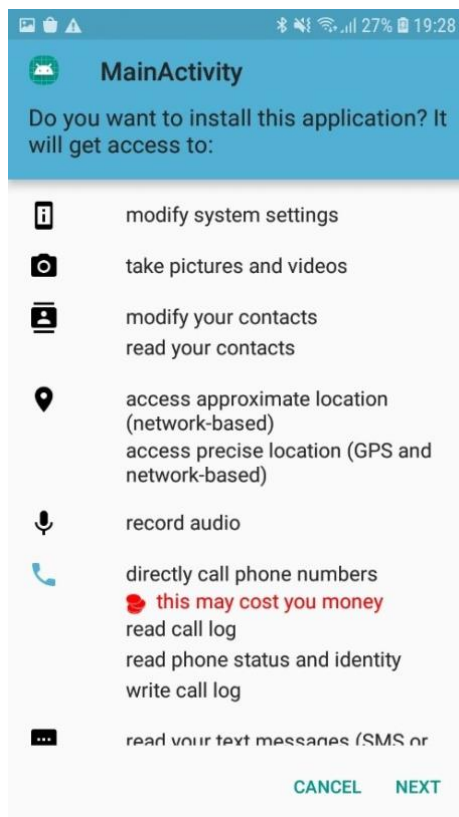 27% 19:28
MainActivity
Do you want to install this application? It
will get access to:
modify system settings
take pictures and videos
modify your contacts
read your contacts
access approximate location
(network-based)
access precise location (GPS and
network-based)
record audio
directly call phone numbers
this may cost you money
read call log
read phone status and identity
write call log
read your text messages (SMS or
CANCEL NEXT